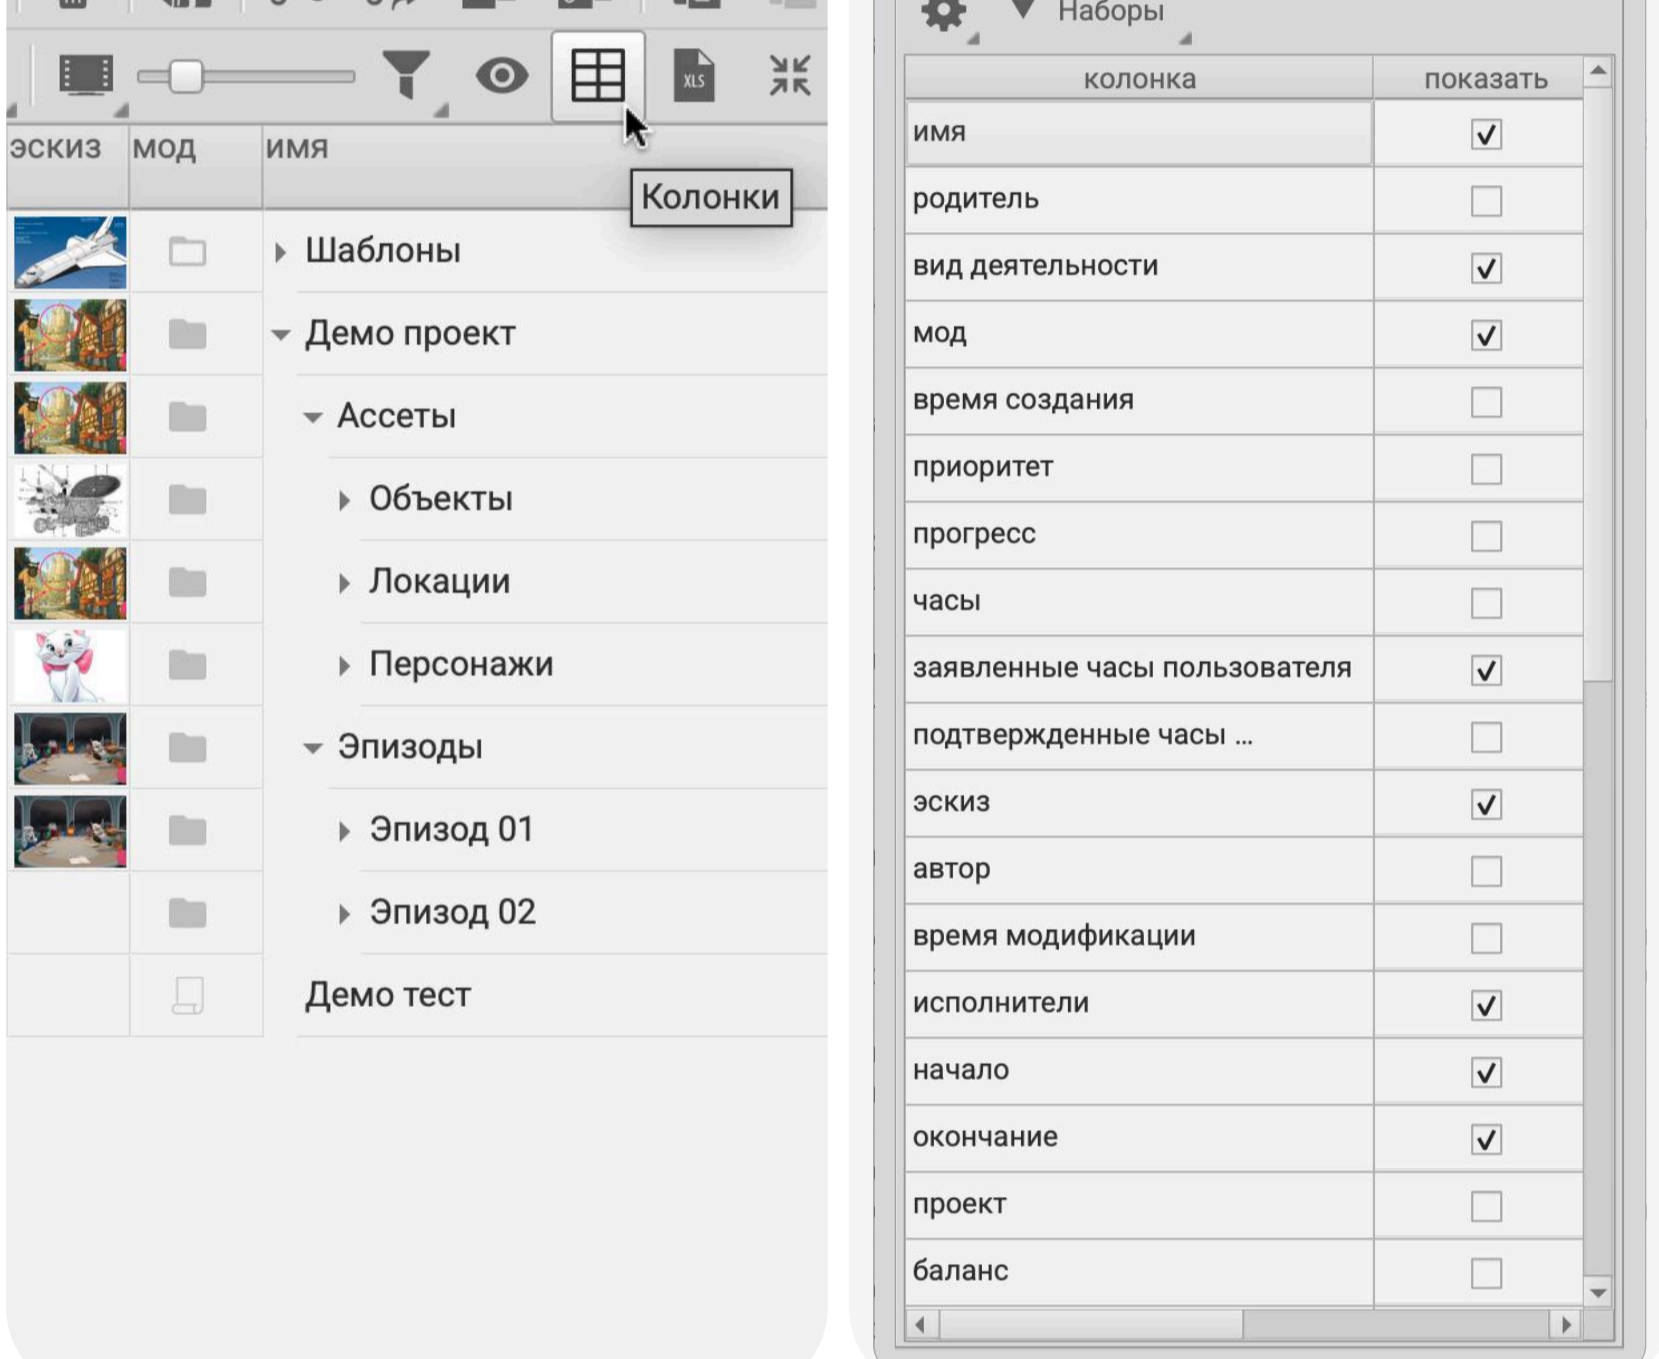 XLS
эскиз мод имя
Колонки
Шаблоны
Демо проект
Ассеты
Объекты
Локации
Персонажи
Эпизоды
Эпизод 01
Эпизод 02
Демо тест
Наборы
колонка показать
имя
родитель
вид деятельности
мод
время создания
приоритет
прогресс
часы
заявленные часы пользователя
подтвержденные часы ...
эскиз
автор
время модификации
исполнители
начало
окончание
проект
баланс